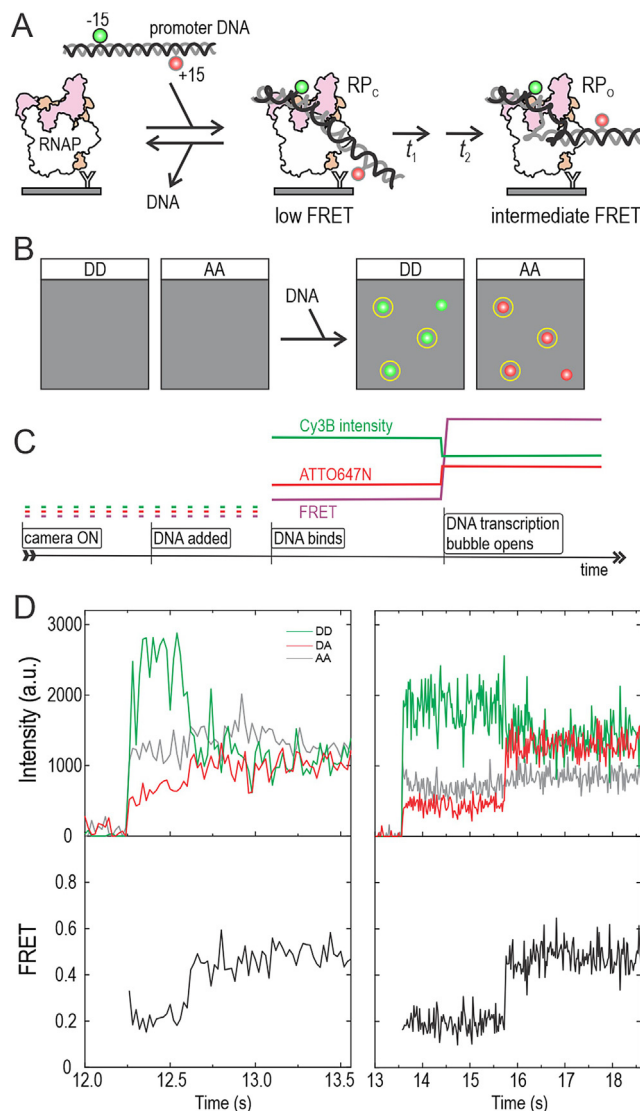 A
-15
promoter DNA
+15
RNAP
Y
DNA
RPc
t1
t2
RPo
Y
Y
low FRET
intermediate FRET
B
DD
AA
DNA
DD
AA
C
Cy3B intensity
ATTO647N
FRET
camera ON
DNA added
DNA binds
DNA transcription
bubble opens
time
D
Intensity (a.u.)
3000
2000
1000
0
DD
DA
AA
FRET
0.8
0.6
0.4
0.2
0
12.0 12.5 13.0 13.5
13 14 15 16 17 18
Time (s)
Time (s)